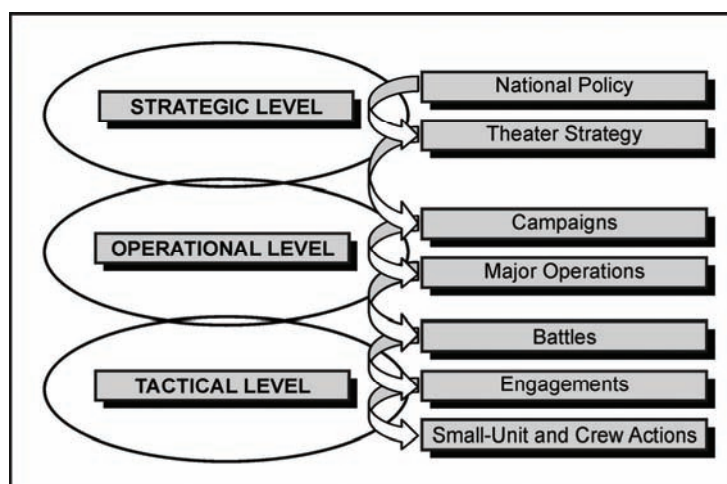 STRATEGIC LEVEL
National Policy
Theater Strategy
OPERATIONAL LEVEL
Campaigns
Major Operations
TACTICAL LEVEL
Battles
Engagements
Small-Unit and Crew Actions